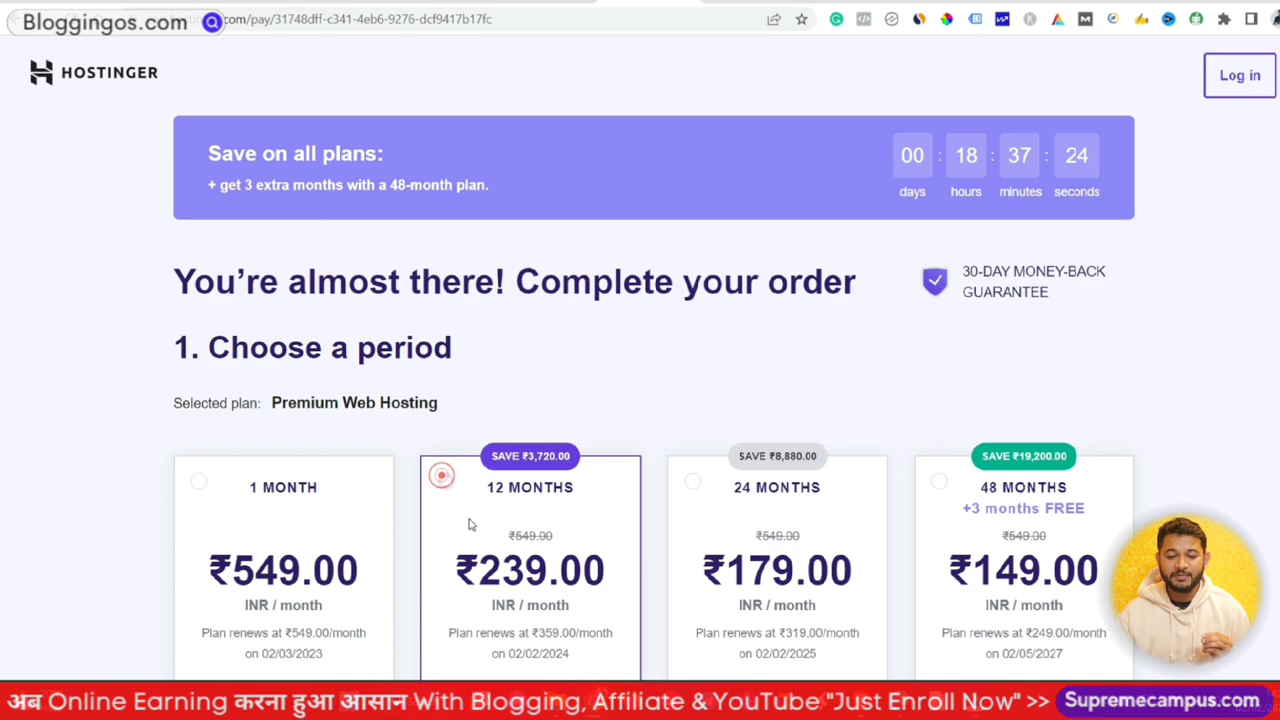 Bloggingos.com
.com/pay/31748dff-c341-4eb6-9276-dcf9417b17fc
HOSTINGER
Log in
Save on all plans:
+ get 3 extra months with a 48-month plan.
00 : 18 : 37 : 24
days hours minutes seconds
You’re almost there! Complete your order
30-DAY MONEY-BACK
GUARANTEE
1. Choose a period
Selected plan: Premium Web Hosting
1 MONTH
₹549.00
INR / month
Plan renews at ₹549.00/month
on 02/03/2023
SAVE ₹3,720.00
12 MONTHS
₹549.00
₹239.00
INR / month
Plan renews at ₹359.00/month
on 02/02/2024
SAVE ₹8,880.00
24 MONTHS
₹549.00
₹179.00
INR / month
Plan renews at ₹319.00/month
on 02/02/2025
SAVE ₹19,200.00
48 MONTHS
+3 months FREE
₹549.00
₹149.00
INR / month
Plan renews at ₹249.00/month
on 02/05/2027
अब Online Earning करना हुआ आसान With Blogging, Affiliate & YouTube "Just Enroll Now" >> Supremecampus.com